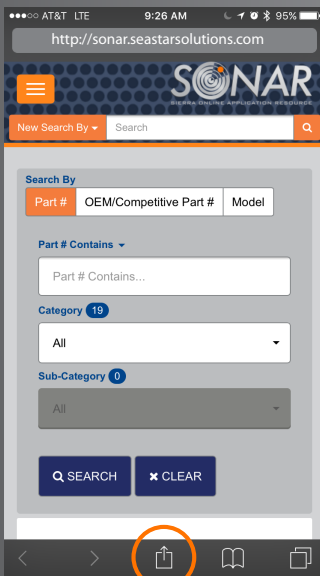 AT&T LTE 9:26 AM 95%
http://sonar.seastarsolutions.com
SONAR
SIERRA ONLINE APPLICATION RESOURCE
New Search By Search
Search By
Part # OEM/Competitive Part # Model
Part # Contains
Part # Contains...
Category 19
All
Sub-Category 0
All
SEARCH CLEAR